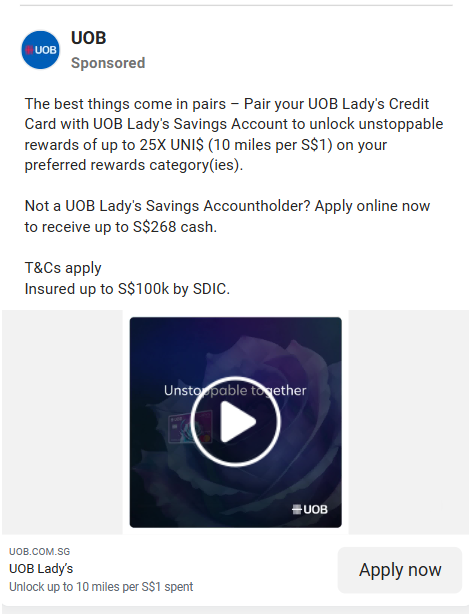 UOB
UOB
Sponsored
The best things come in pairs – Pair your UOB Lady's Credit
Card with UOB Lady's Savings Account to unlock unstoppable
rewards of up to 25X UNI$ (10 miles per S$1) on your
preferred rewards category(ies).
Not a UOB Lady's Savings Accountholder? Apply online now
to receive up to S$268 cash.
T&Cs apply
Insured up to S$100k by SDIC.
Unstoppable together
UOB
UOB.COM.SG
UOB Lady's
Unlock up to 10 miles per S$1 spent
Apply now